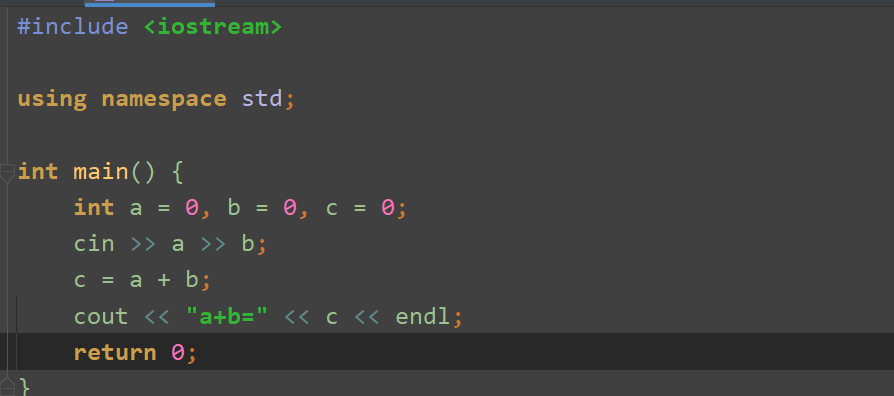 #include <iostream>
using namespace std;
int main() {
    int a = 0, b = 0, c = 0;
    cin >> a >> b;
    c = a + b;
    cout << "a+b=" << c << endl;
    return 0;
}